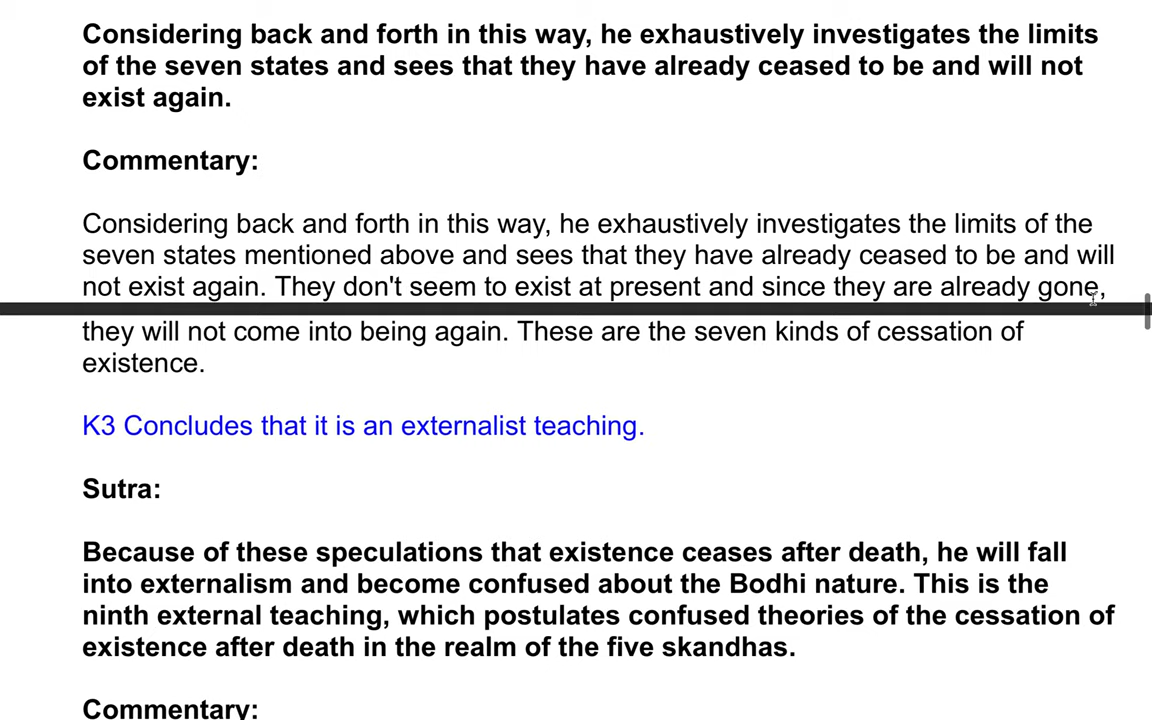 Considering back and forth in this way, he exhaustively investigates the limits
of the seven states and sees that they have already ceased to be and will not
exist again.
Commentary:
Considering back and forth in this way, he exhaustively investigates the limits of the
seven states mentioned above and sees that they have already ceased to be and will
not exist again. They don't seem to exist at present and since they are already gone,
they will not come into being again. These are the seven kinds of cessation of
existence.
K3 Concludes that it is an externalist teaching.
Sutra:
Because of these speculations that existence ceases after death, he will fall
into externalism and become confused about the Bodhi nature. This is the
ninth external teaching, which postulates confused theories of the cessation of
existence after death in the realm of the five skandhas.
Commentary: